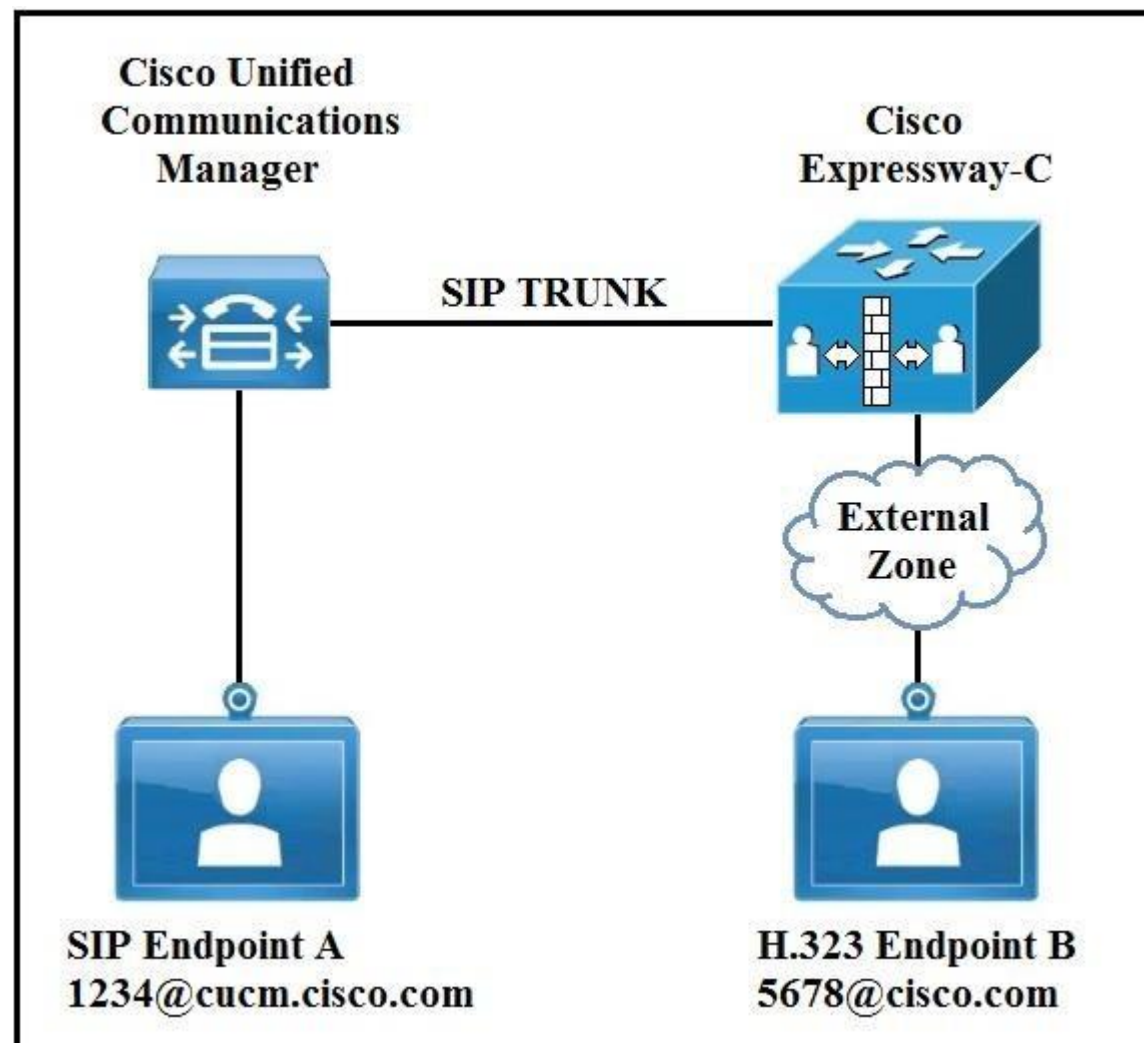 Cisco Unified
Communications
Manager
Cisco
Expressway-C
SIP TRUNK
External
Zone
SIP Endpoint A
1234@cucm.cisco.com
H.323 Endpoint B
5678@cisco.com